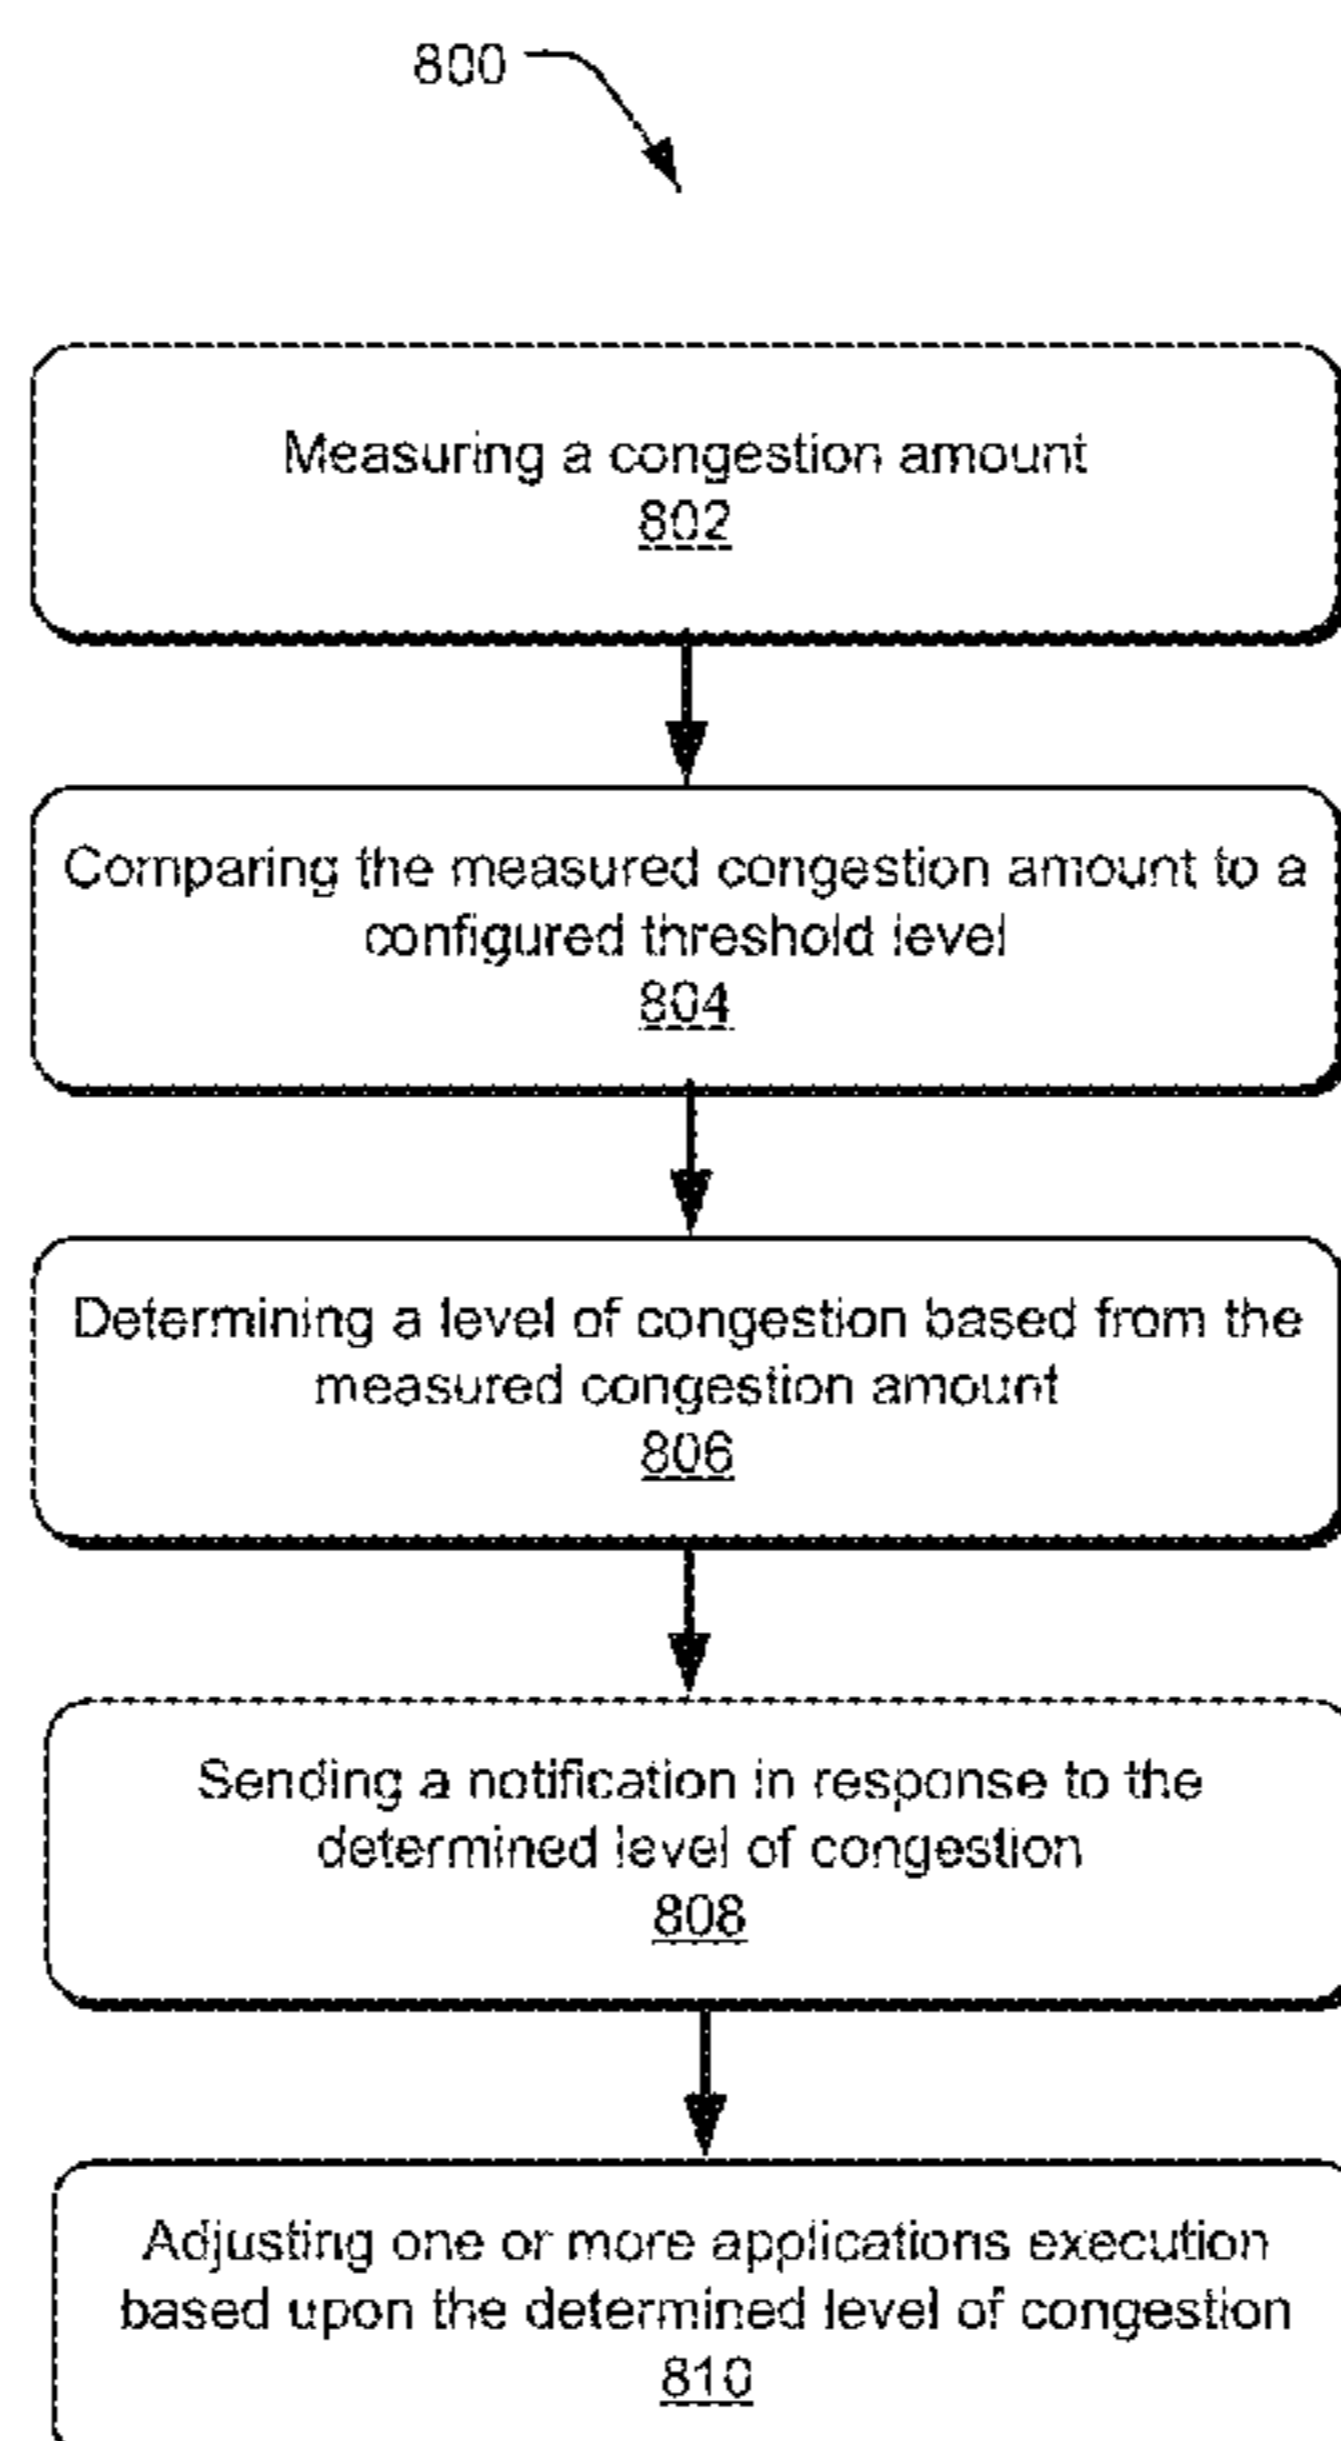 800
Measuring a congestion amount
802
Comparing the measured congestion amount to a
configured threshold level
804
Determining a level of congestion based from the
measured congestion amount
806
Sending a notification in response to the
determined level of congestion
808
Adjusting one or more applications execution
based upon the determined level of congestion
810